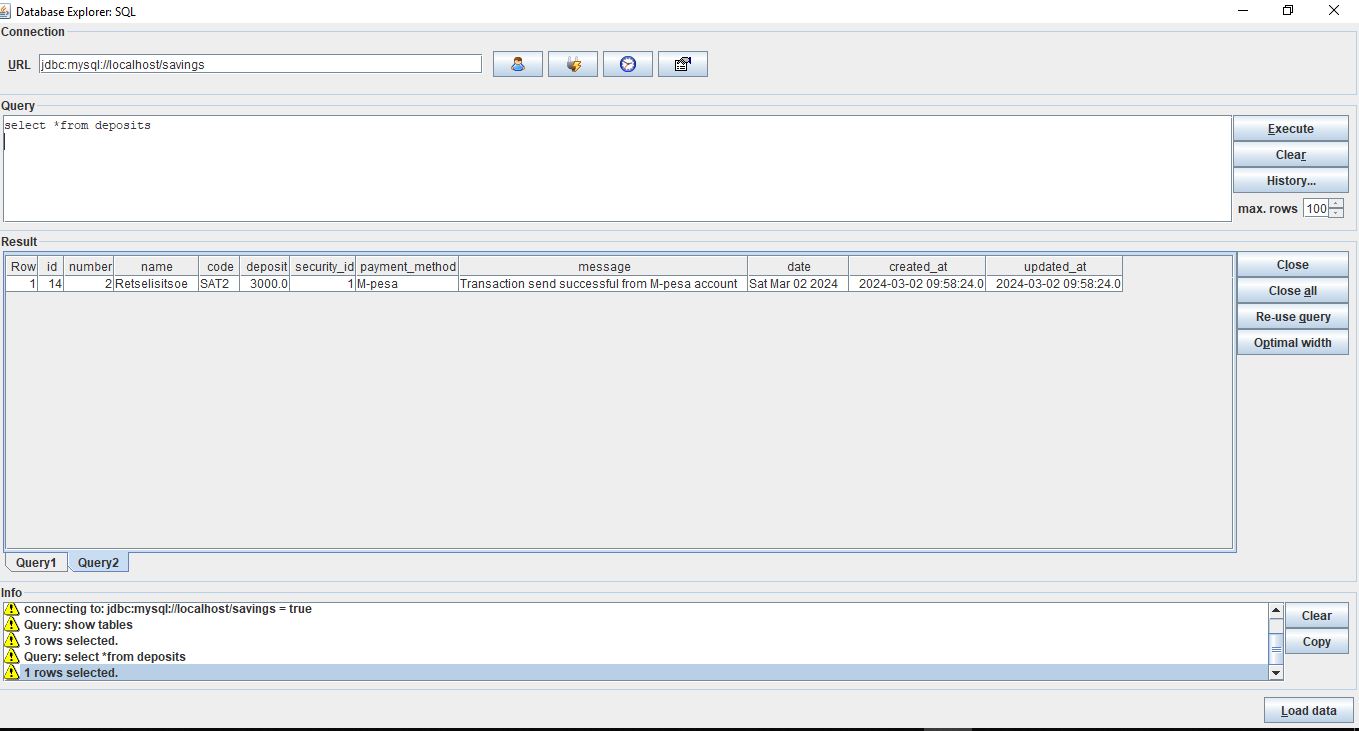 Database Explorer: SQL
Connection
URL jdbc:mysql://localhost/savings
Query
select *from deposits
Execute
Clear
History...
max. rows 100
Result
Row id number name code deposit security_id payment_method message date created_at updated_at
1 14 2 Retselisitsoe SAT2 3000.0 1 M-pesa Transaction send successful from M-pesa account Sat Mar 02 2024 2024-03-02 09:58:24.0 2024-03-02 09:58:24.0
Close
Close all
Re-use query
Optimal width
Query1 Query2
Info
connecting to: jdbc:mysql://localhost/savings = true
Query: show tables
3 rows selected.
Query: select *from deposits
1 rows selected.
Clear
Copy
Load data